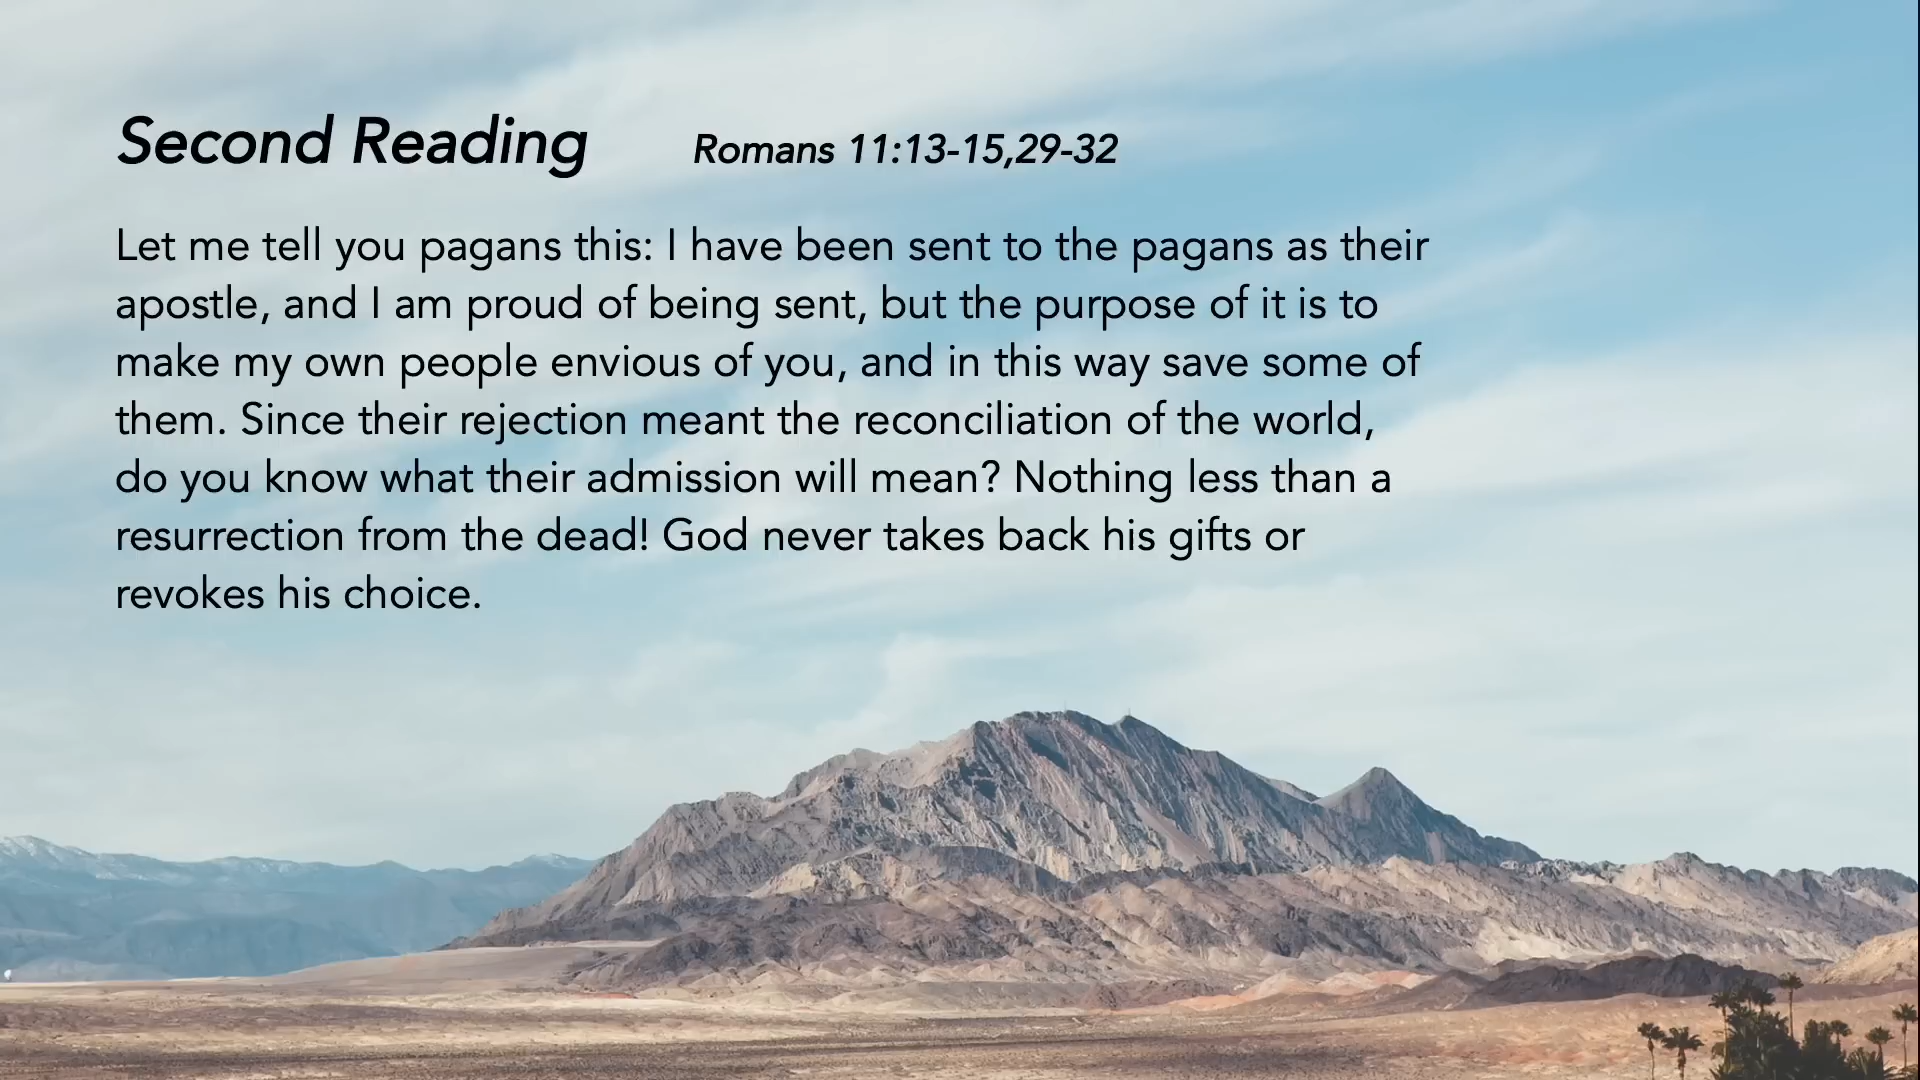 Second Reading Romans 11:13-15,29-32
Let me tell you pagans this: I have been sent to the pagans as their
apostle, and I am proud of being sent, but the purpose of it is to
make my own people envious of you, and in this way save some of
them. Since their rejection meant the reconciliation of the world,
do you know what their admission will mean? Nothing less than a
resurrection from the dead! God never takes back his gifts or
revokes his choice.